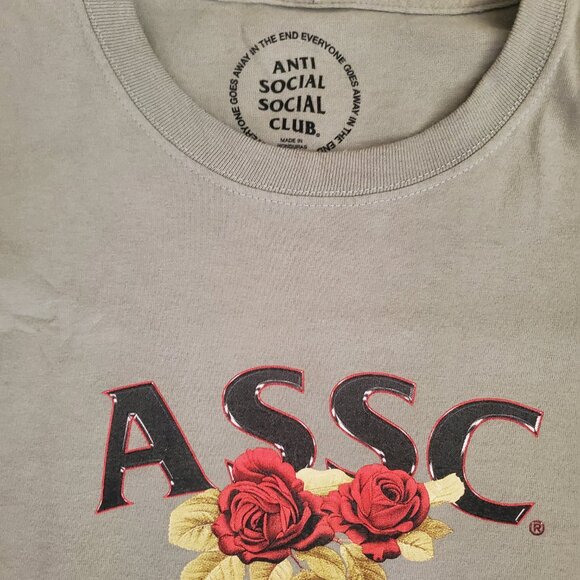 EVERYONE GOES AWAY IN THE END EVERYONE GOES AWAY IN THE END
ANTI
SOCIAL
SOCIAL
CLUB®
MADE IN
HONDURAS
ASSC®